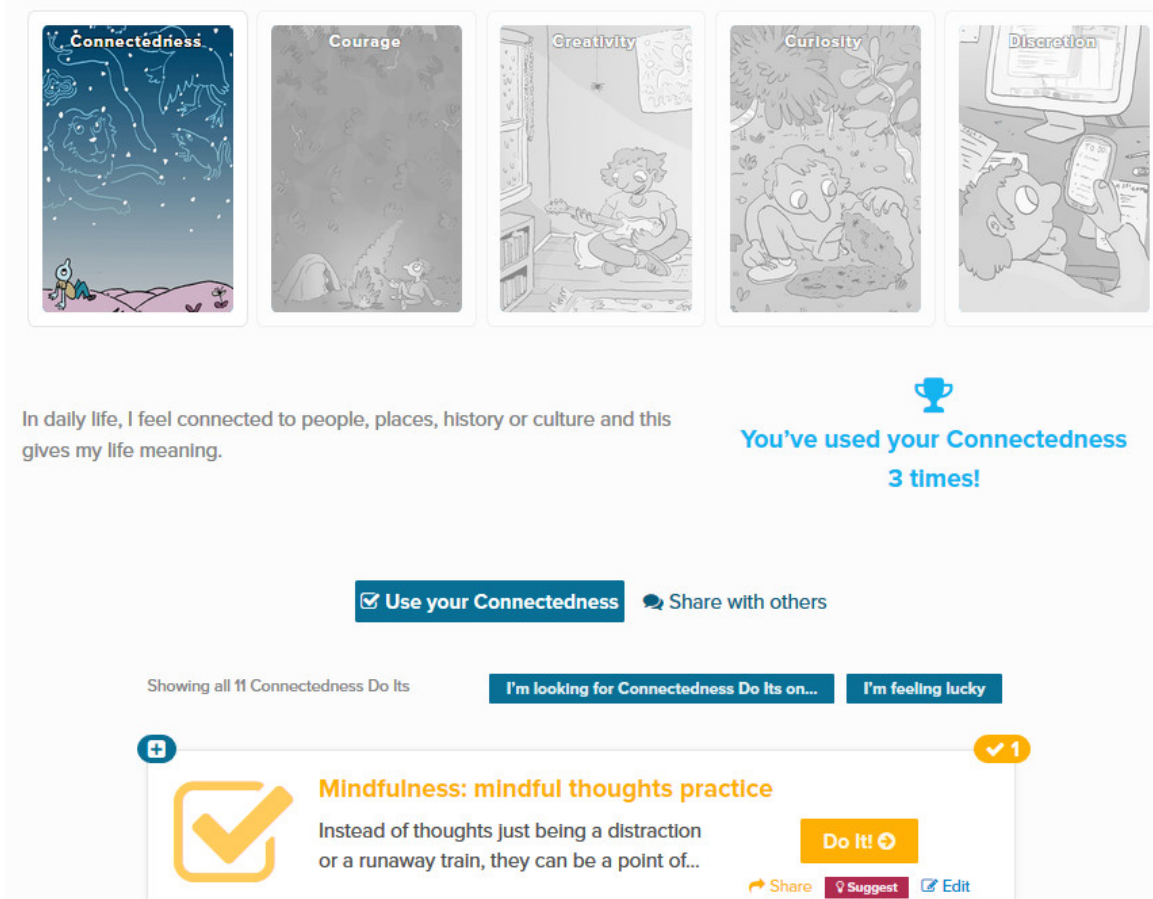 Connectedness
Courage
Creativity
Curiosity
Discretion
TO DO
In daily life, I feel connected to people, places, history or culture and this
gives my life meaning.
You've used your Connectedness
3 times!
Use your Connectedness
Share with others
Showing all 11 Connectedness Do Its
I'm looking for Connectedness Do Its on...
I'm feeling lucky
1
Mindfulness: mindful thoughts practice
Instead of thoughts just being a distraction
or a runaway train, they can be a point of...
Do It!
Share
Suggest
Edit